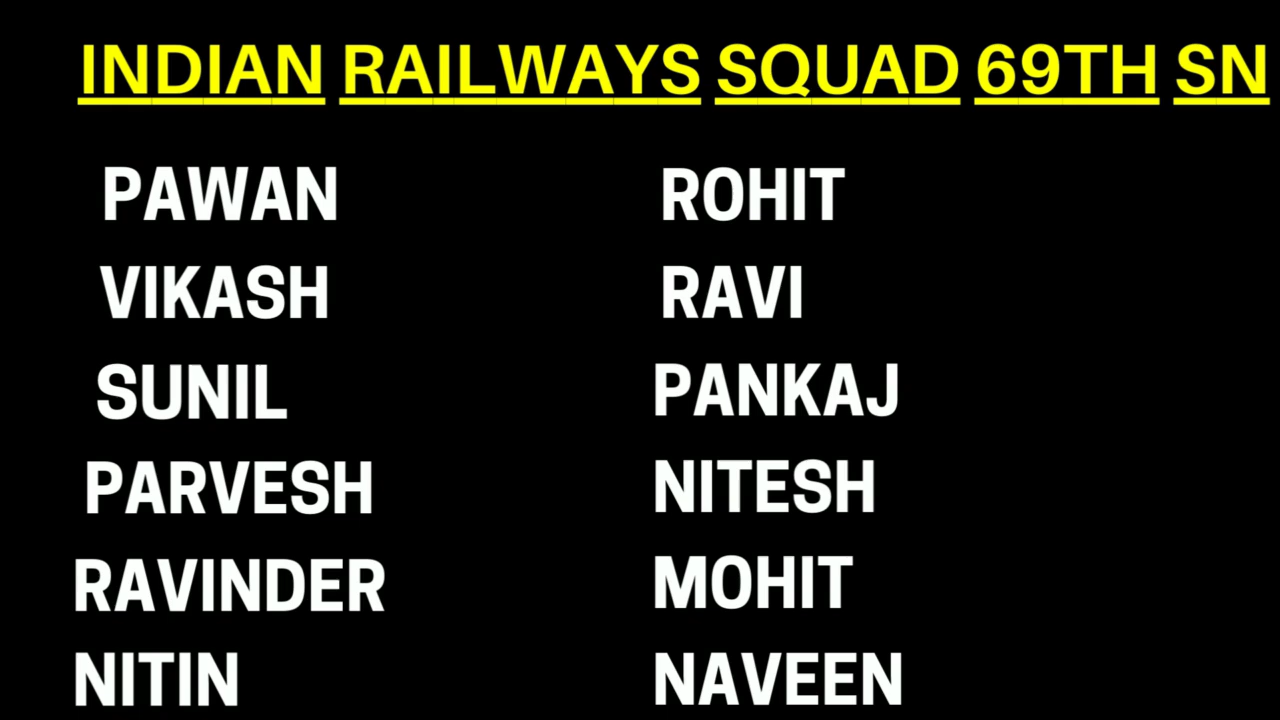 INDIAN RAILWAYS SQUAD 69TH SN
PAWAN
VIKASH
SUNIL
PARVESH
RAVINDER
NITIN
ROHIT
RAVI
PANKAJ
NITESH
MOHIT
NAVEEN